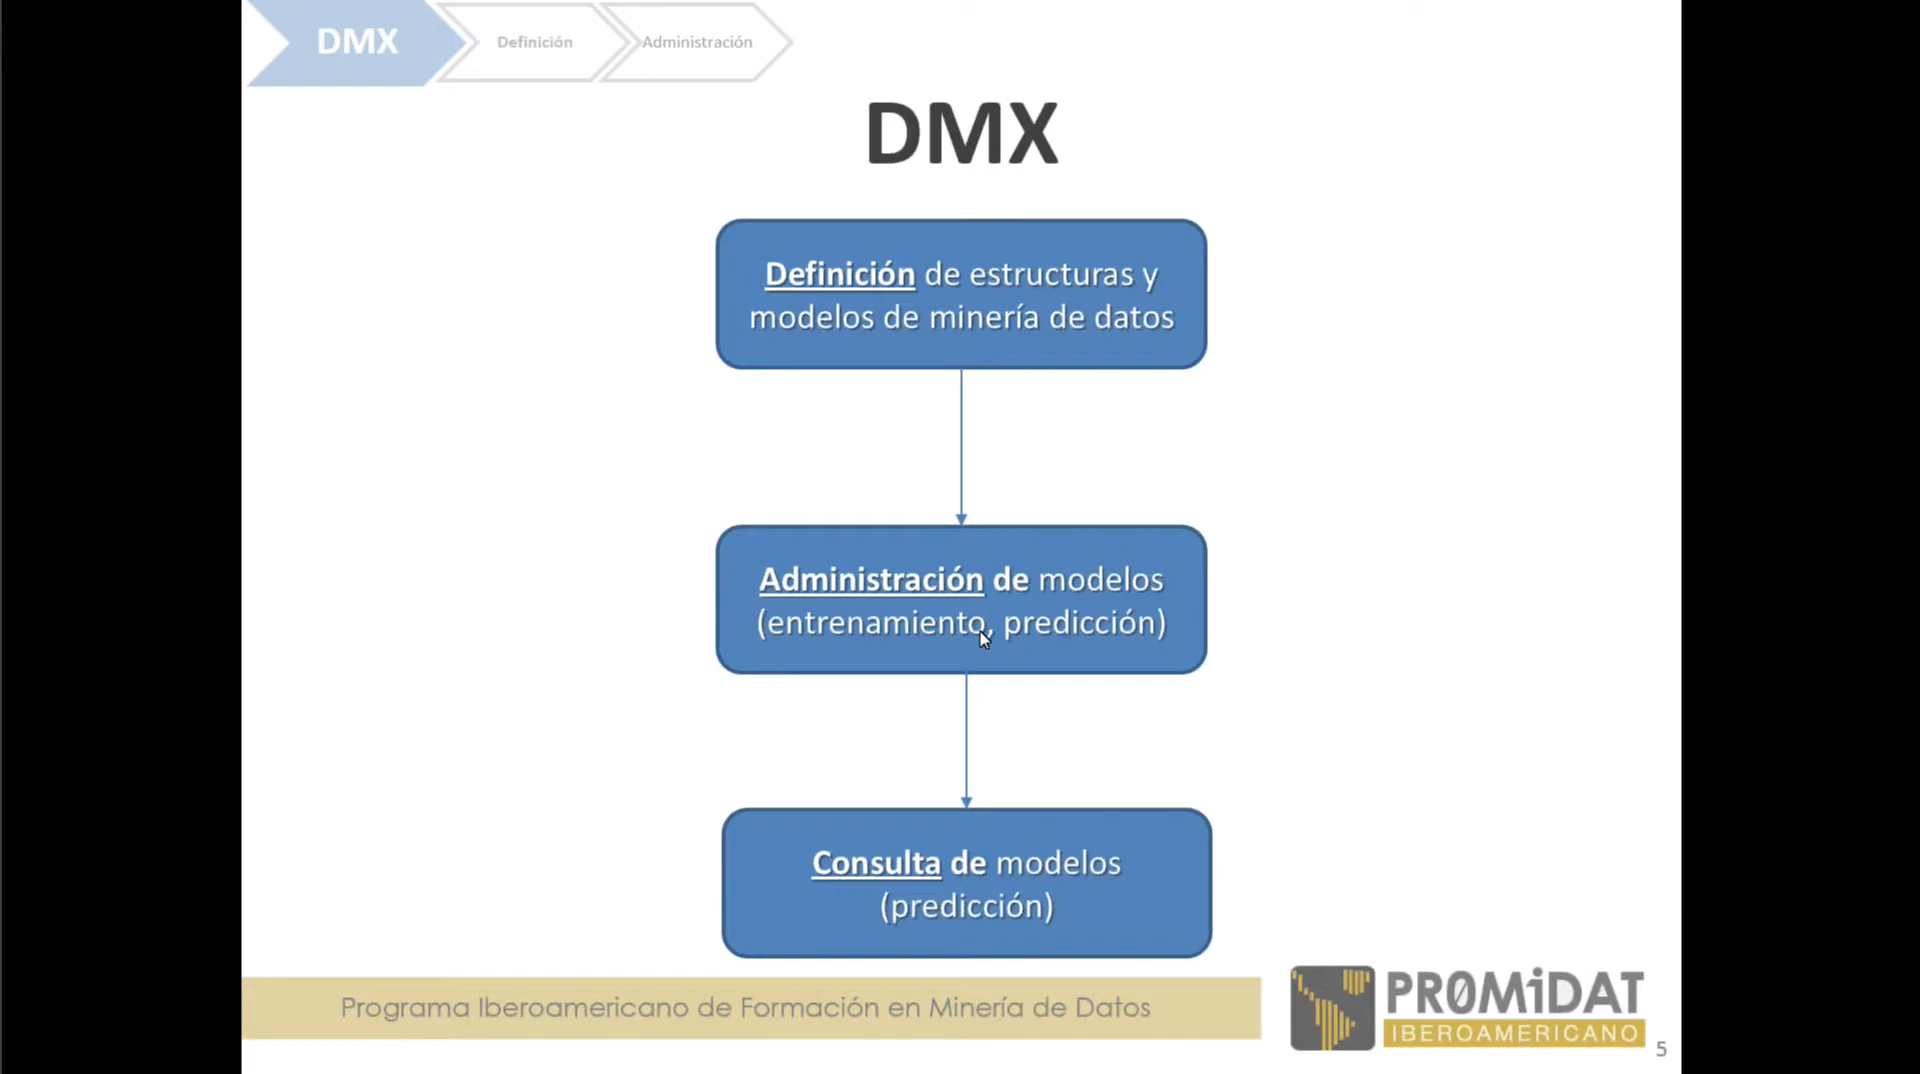 DMX
Definición
Administración
DMX
Definición de estructuras y
modelos de minería de datos
Administración de modelos
(entrenamiento, predicción)
Consulta de modelos
(predicción)
Programa Iberoamericano de Formación en Minería de Datos
PR0MiDAT
IBEROAMERICANO
5